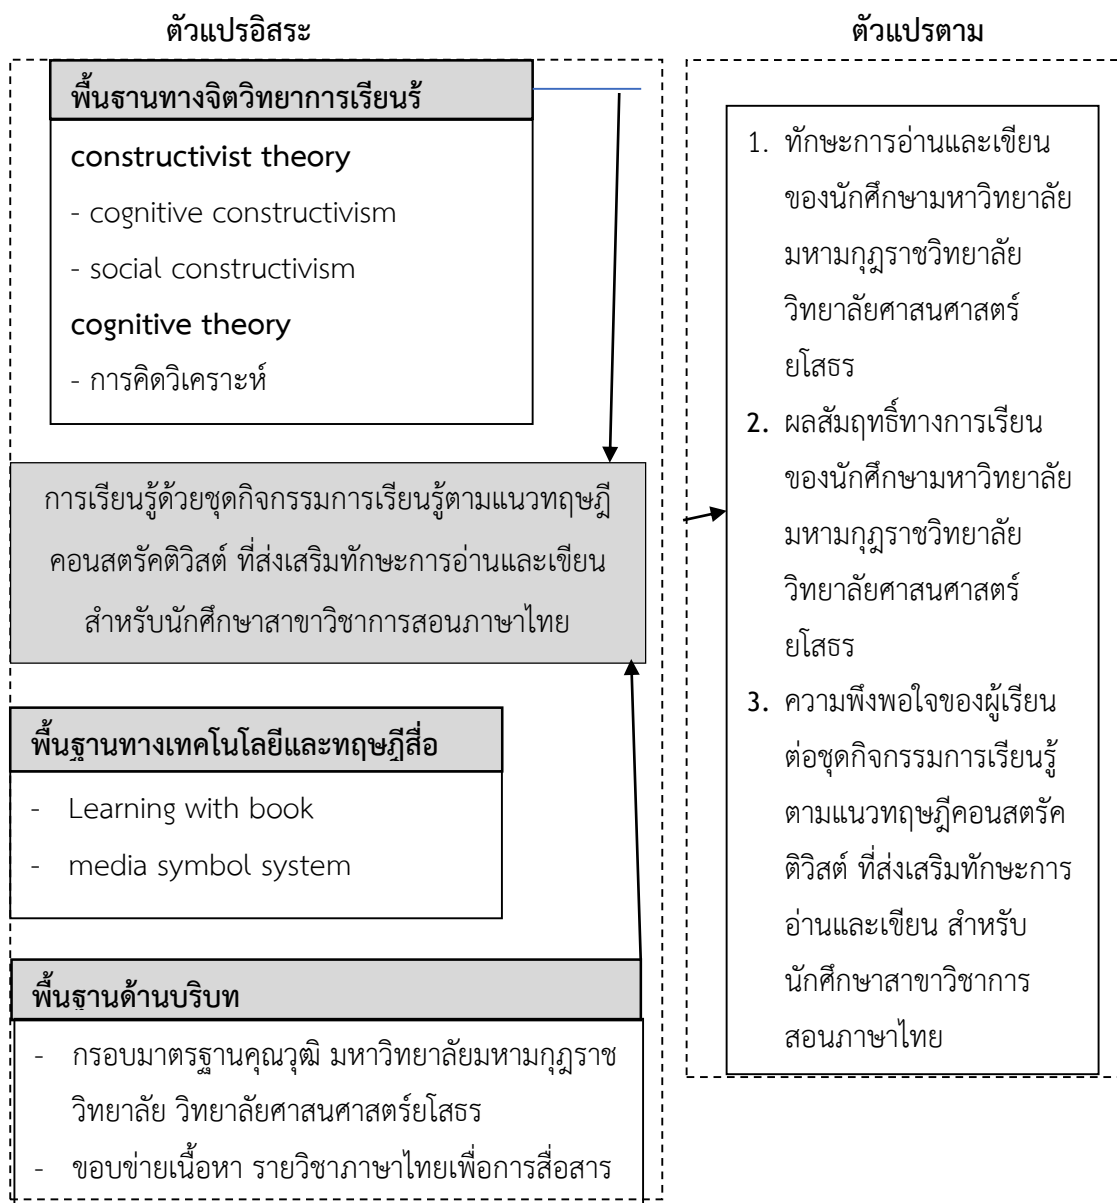 ตัวแปรอิสระ
พื้นฐานทางจิตวิทยาการเรียนรู้
constructivist theory
- cognitive constructivism
- social constructivism
cognitive theory
- การคิดวิเคราะห์
การเรียนรู้ด้วยชุดกิจกรรมการเรียนรู้ตามแนวทฤษฎี
คอนสตรัคติวิสต์ ที่ส่งเสริมทักษะการอ่านและเขียน
สำหรับนักศึกษาสาขาวิชาการสอนภาษาไทย
พื้นฐานทางเทคโนโลยีและทฤษฎีสื่อ
- Learning with book
- media symbol system
พื้นฐานด้านบริบท
- กรอบมาตรฐานคุณวุฒิ มหาวิทยาลัยมหามกุฎราช
วิทยาลัย วิทยาลัยศาสนศาสตร์ยโสธร
- ขอบข่ายเนื้อหา รายวิชาภาษาไทยเพื่อการสื่อสาร
ตัวแปรตาม
1. ทักษะการอ่านและเขียน
ของนักศึกษามหาวิทยาลัย
มหามกุฎราชวิทยาลัย
วิทยาลัยศาสนศาสตร์
ยโสธร
2. ผลสัมฤทธิ์ทางการเรียน
ของนักศึกษามหาวิทยาลัย
มหามกุฎราชวิทยาลัย
วิทยาลัยศาสนศาสตร์
ยโสธร
3. ความพึงพอใจของผู้เรียน
ต่อชุดกิจกรรมการเรียนรู้
ตามแนวทฤษฎีคอนสตรัค
ติวิสต์ ที่ส่งเสริมทักษะการ
อ่านและเขียน สำหรับ
นักศึกษาสาขาวิชาการ
สอนภาษาไทย